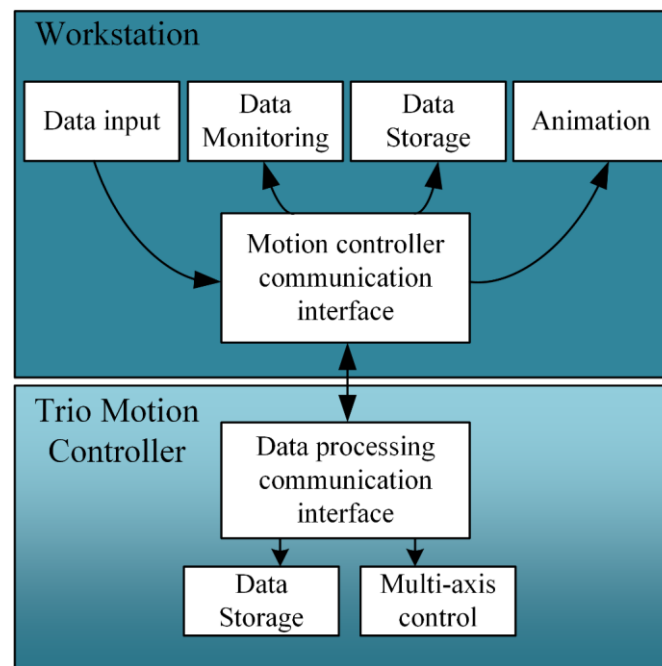 Workstation
Data input
Data
Monitoring
Data
Storage
Animation
Motion controller
communication
interface
Trio Motion
Controller
Data processing
communication
interface
Data
Storage
Multi-axis
control